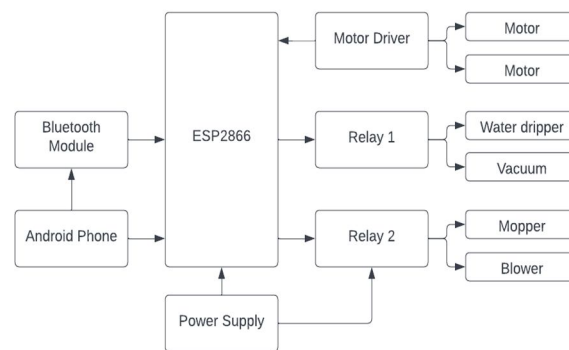 Motor Driver
Motor
Motor
Bluetooth
Module
ESP2866
Relay 1
Water dripper
Vacuum
Android Phone
Relay 2
Mopper
Blower
Power Supply